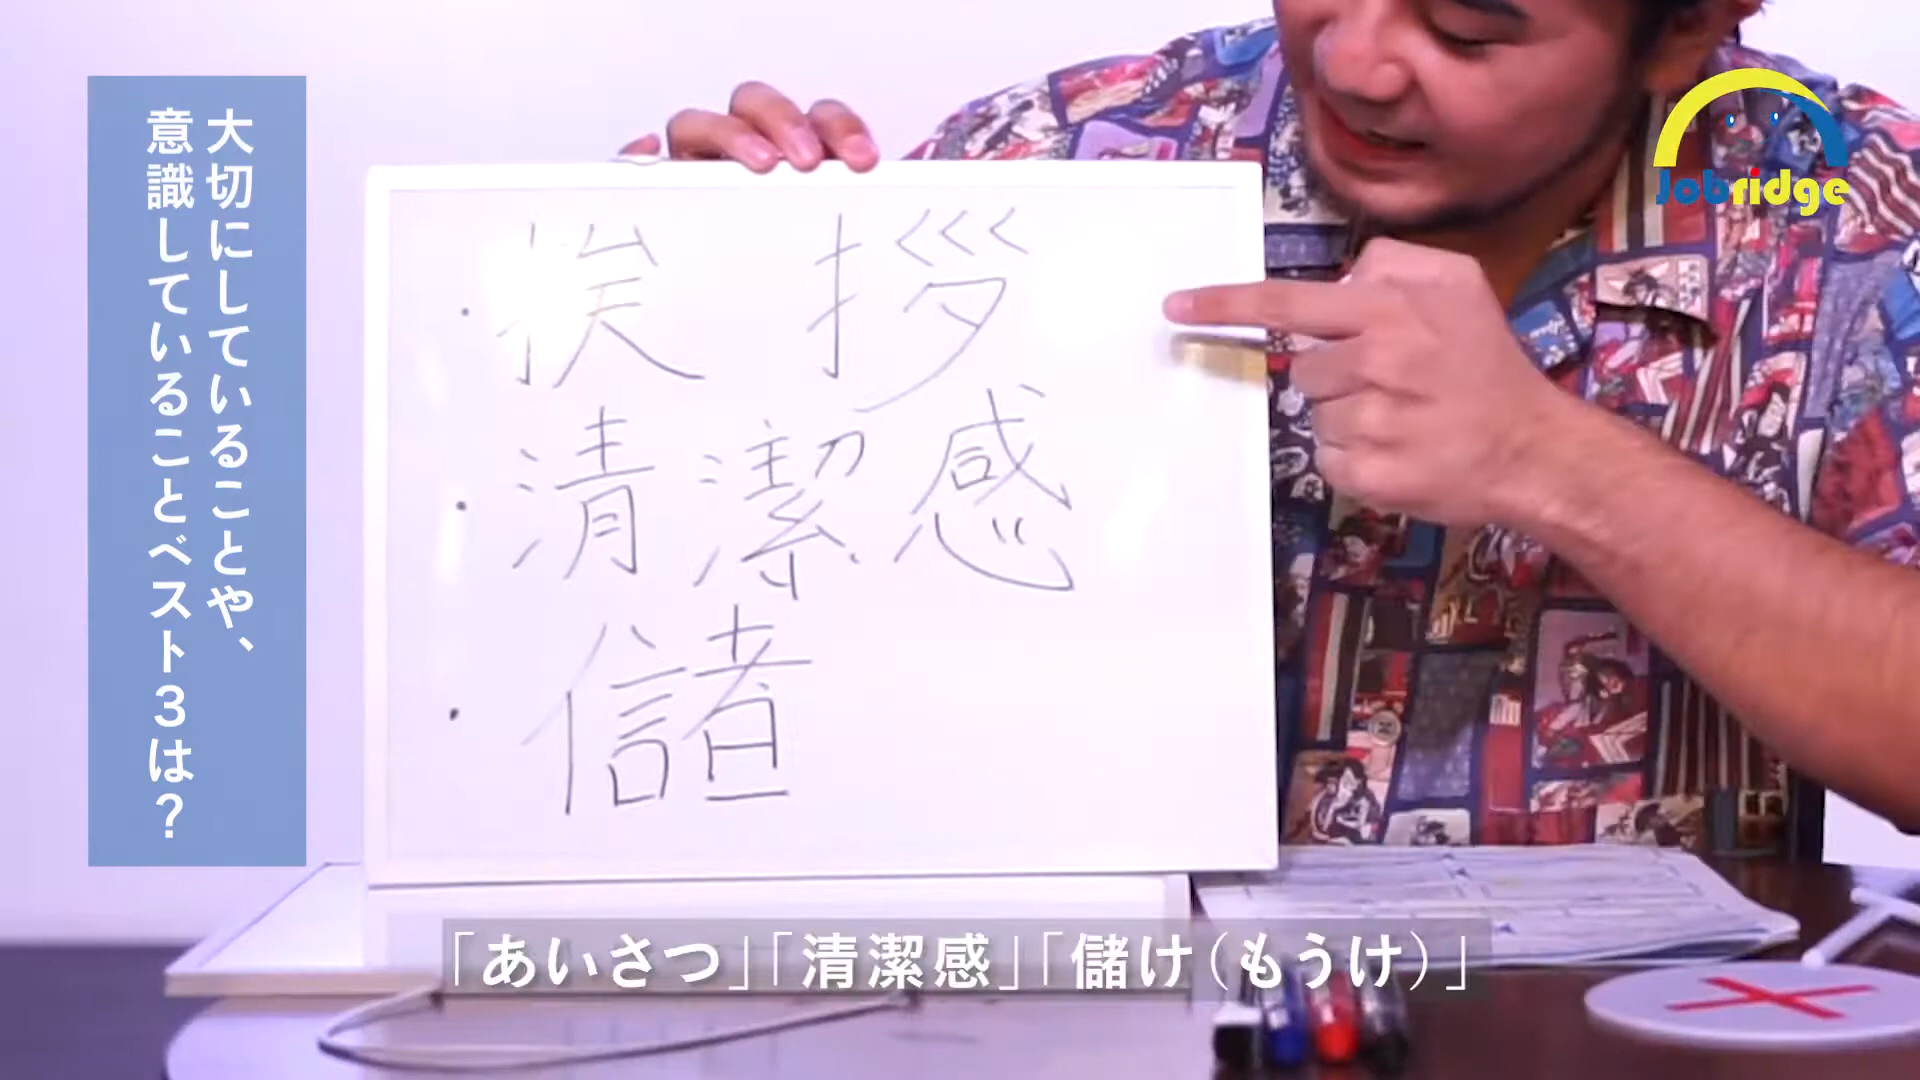 大切にしていることや、
意識していることベスト3は?
Jobridge
・挨拶
・清潔感
・儲
「あいさつ」「清潔感」「儲け（もうけ）」